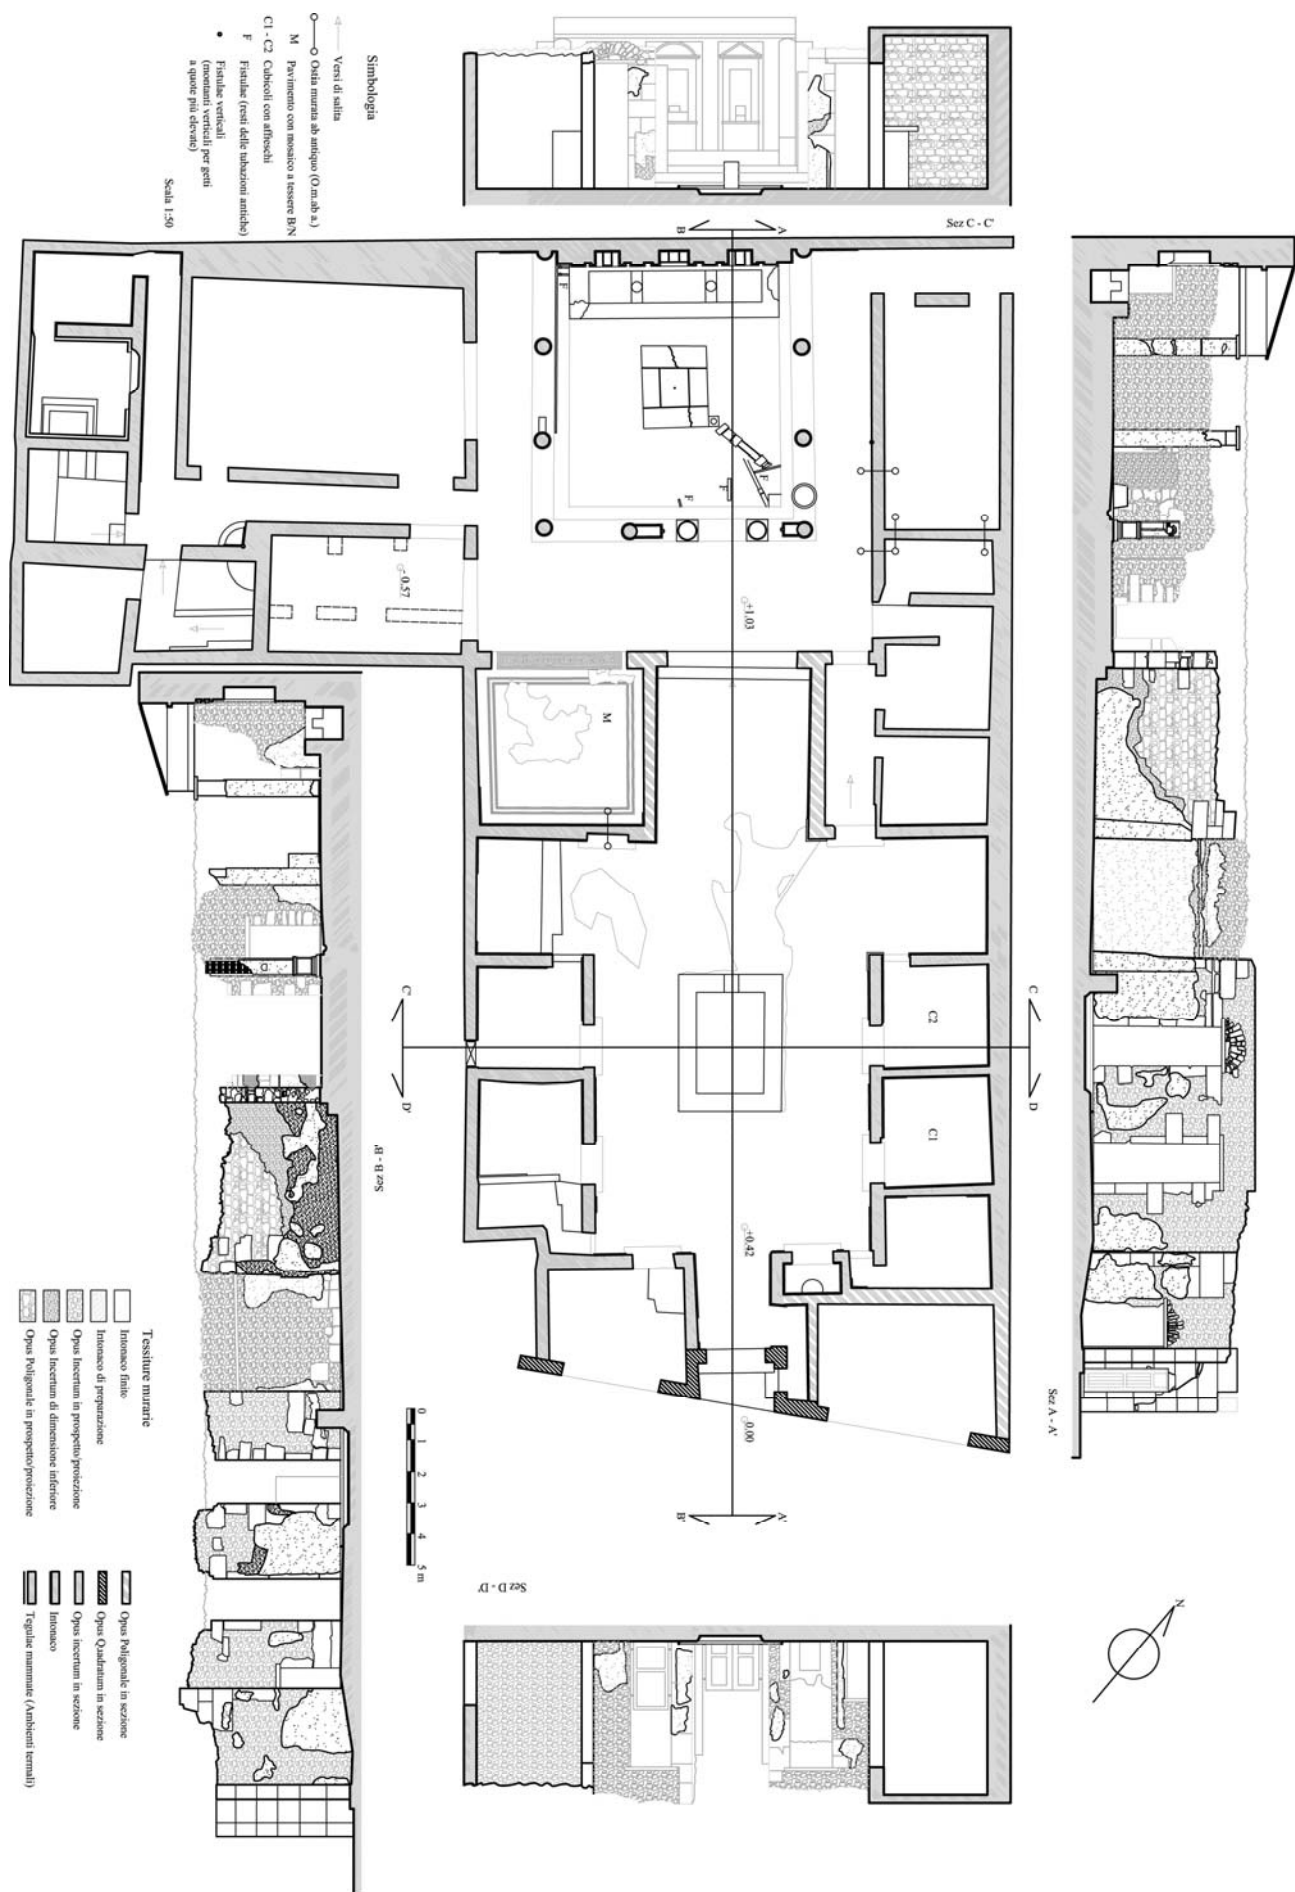 Simbologia
Versi di salita
Ostia murata ab antiquo (O.m.ab a.)
M Pavimento con mosaico a tessere B/N
C1 - C2 Cubicoli con affreschi
F Fistulae (resti delle tubazioni antiche)
Fistulae verticali
(montanti verticali per getti
a quote più elevate)
Scala 1:50
Sez C - C'
B
A
F
F
F
F
- 0,57
+1,03
M
C'
C
C2
D'
D
C1
Sez B - B'
+0,42
Sez A - A'
0.00
B'
A'
0
1
2
3
4
5 m
Sez D - D'
N
Tessiture murarie
Intonaco finito
Intonaco di preparazione
Opus Incertum in prospetto/proiezione
Opus Incertum di dimensione inferiore
Opus Poligonale in prospetto/proiezione
Opus Poligonale in sezione
Opus Quadratum in sezione
Opus incertum in sezione
Intonaco
Tegulae mammate (Ambienti termali)